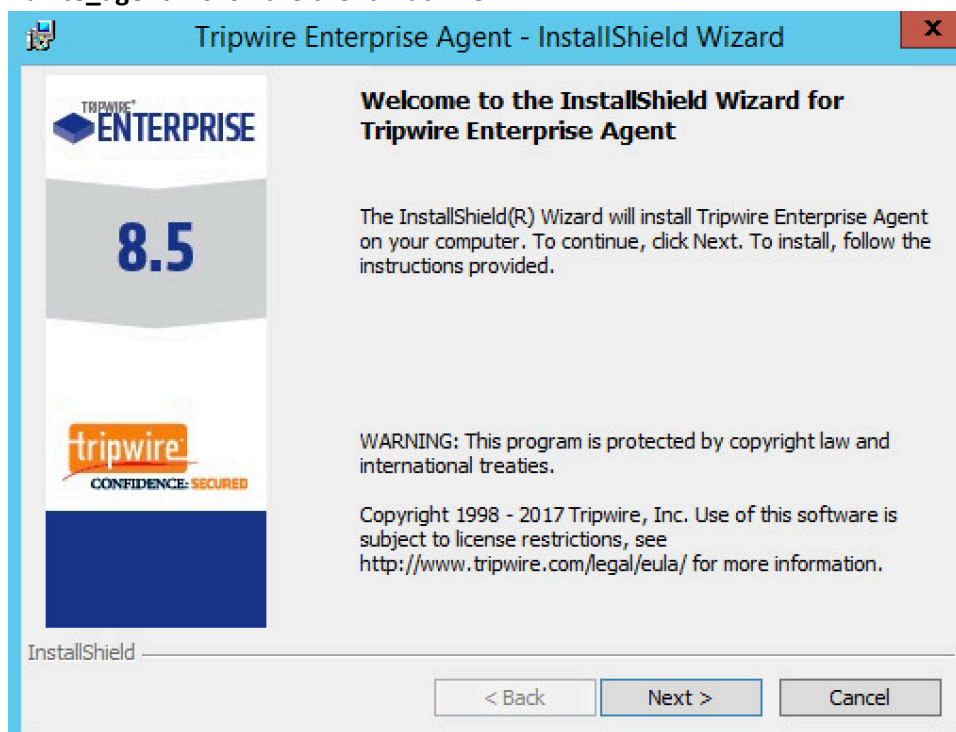 Tripwire Enterprise Agent - InstallShield Wizard
x
TRIPWIRE®
ENTERPRISE
Welcome to the InstallShield Wizard for
Tripwire Enterprise Agent
8.5
The InstallShield(R) Wizard will install Tripwire Enterprise Agent
on your computer. To continue, click Next. To install, follow the
instructions provided.
tripwire
CONFIDENCE: SECURED
WARNING: This program is protected by copyright law and
international treaties.
Copyright 1998 - 2017 Tripwire, Inc. Use of this software is
subject to license restrictions, see
http://www.tripwire.com/legal/eula/ for more information.
InstallShield
< Back
Next >
Cancel